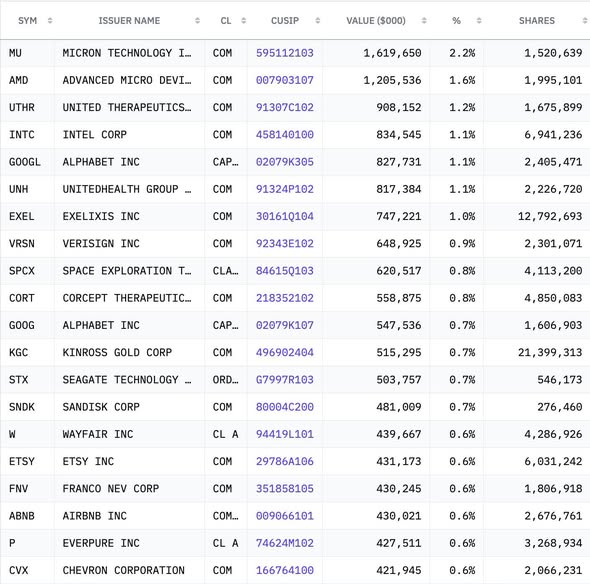 SYM ISSUER NAME CL CUSIP VALUE ($000) % SHARES
MU MICRON TECHNOLOGY I… COM 595112103 1,619,650 2.2% 1,520,639
AMD ADVANCED MICRO DEVI… COM 007903107 1,205,536 1.6% 1,995,101
UTHR UNITED THERAPEUTICS… COM 91307C102 908,152 1.2% 1,675,899
INTC INTEL CORP COM 458140100 834,545 1.1% 6,941,236
GOOGL ALPHABET INC CAP… 02079K305 827,731 1.1% 2,405,471
UNH UNITEDHEALTH GROUP … COM 91324P102 817,384 1.1% 2,226,720
EXEL EXELIXIS INC COM 30161Q104 747,221 1.0% 12,792,693
VRSN VERISIGN INC COM 92343E102 648,925 0.9% 2,301,071
SPCX SPACE EXPLORATION T… CLA… 84615Q103 620,517 0.8% 4,113,200
CORT CORCEPT THERAPEUTIC… COM 218352102 558,875 0.8% 4,850,083
GOOG ALPHABET INC CAP… 02079K107 547,536 0.7% 1,606,903
KGC KINROSS GOLD CORP COM 496902404 515,295 0.7% 21,399,313
STX SEAGATE TECHNOLOGY … ORD… G7997R103 503,757 0.7% 546,173
SNDK SANDISK CORP COM 80004C200 481,009 0.7% 276,460
W WAYFAIR INC CL A 94419L101 439,667 0.6% 4,286,926
ETSY ETSY INC COM 29786A106 431,173 0.6% 6,031,242
FNV FRANCO NEV CORP COM 351858105 430,245 0.6% 1,806,918
ABNB AIRBNB INC COM… 009066101 430,021 0.6% 2,676,761
P EVERPURE INC CL A 74624M102 427,511 0.6% 3,268,934
CVX CHEVRON CORPORATION COM 166764100 421,945 0.6% 2,066,231